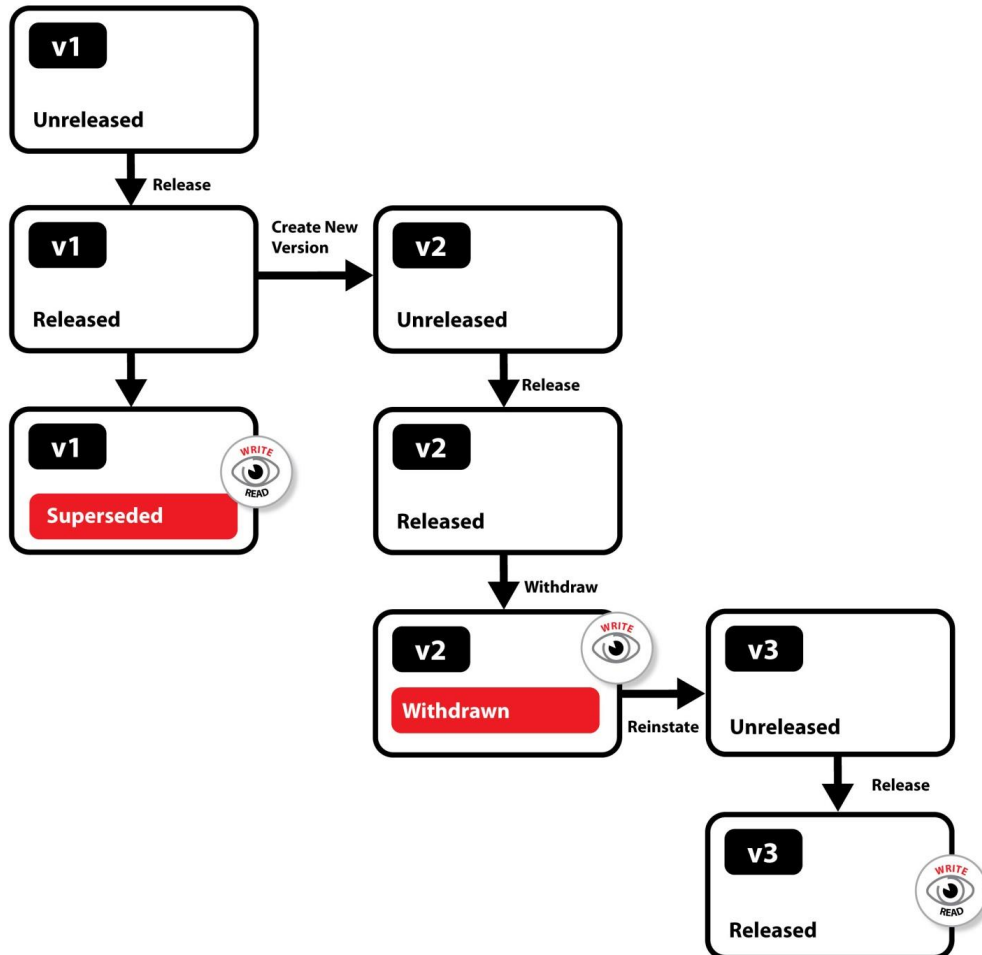 v1
Unreleased
Release
v1
Released
Create New
Version
v2
Unreleased
Release
v1
WRITE
READ
Superseded
v2
Released
Withdraw
v2
WRITE
Withdrawn
Reinstate
v3
Unreleased
Release
v3
WRITE
READ
Released